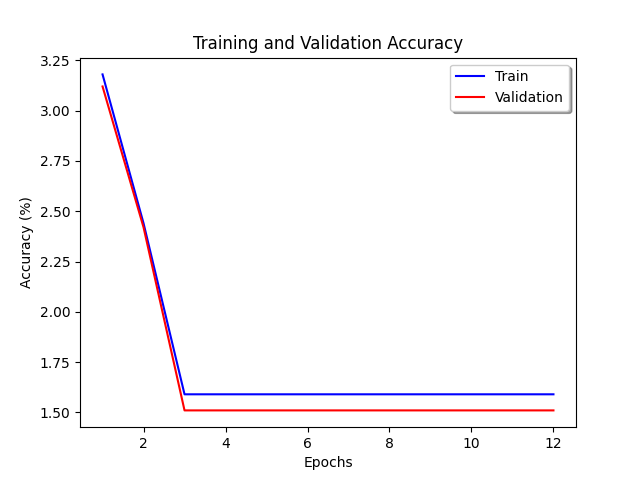 Training and Validation Accuracy
Train
Validation
Accuracy (%)
3.25
3.00
2.75
2.50
2.25
2.00
1.75
1.50
2 4 6 8 10 12
Epochs